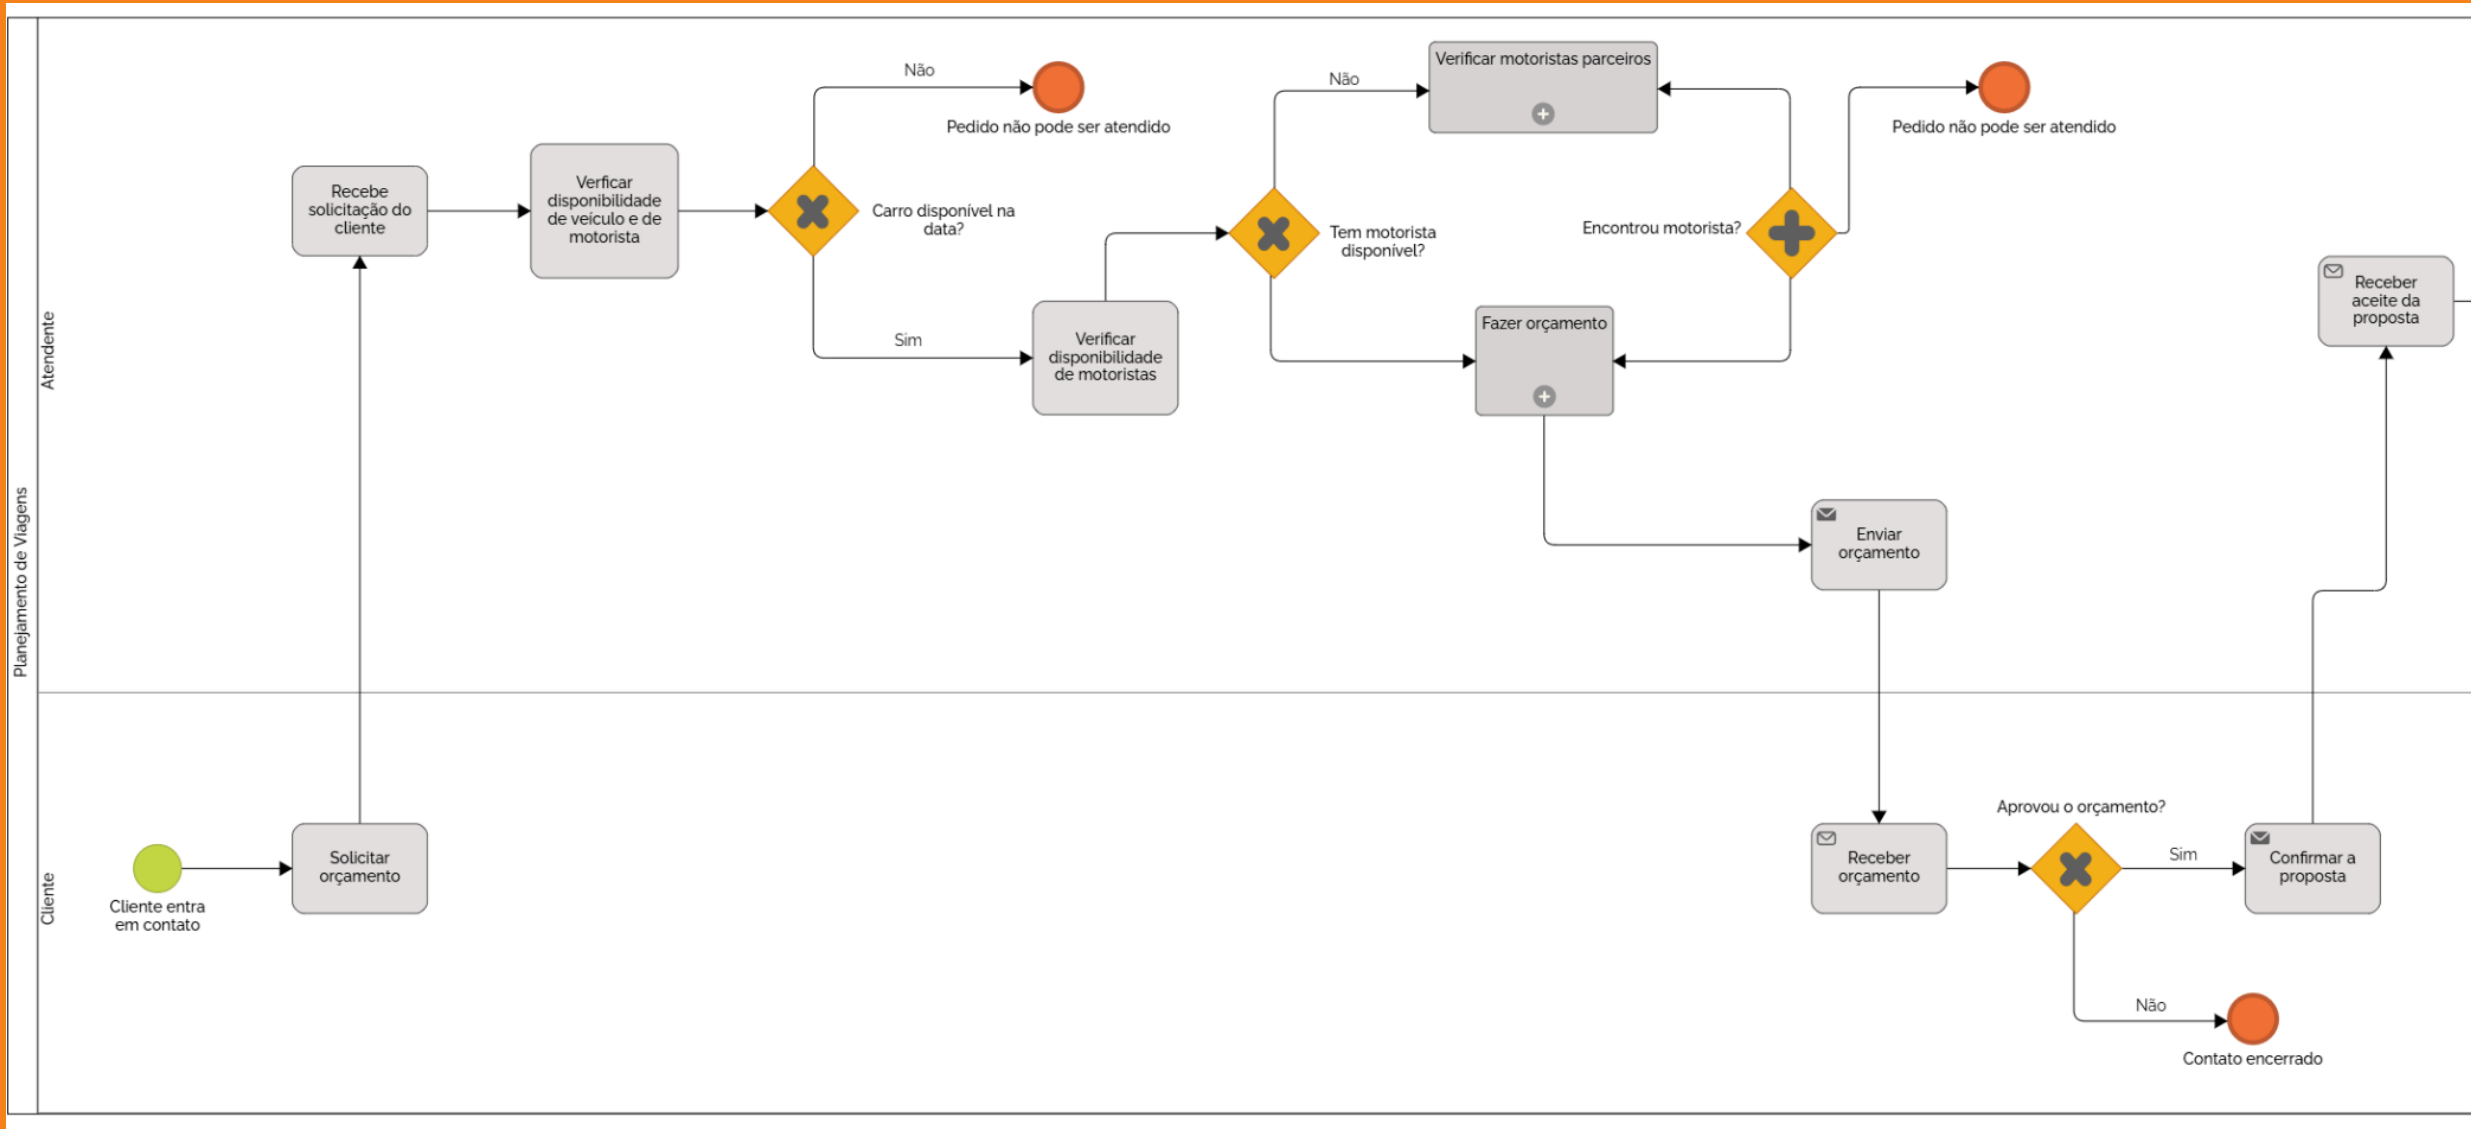 Planejamento de Viagens
Atendente
Cliente
Cliente entra
em contato
Solicitar
orçamento
Recebe
solicitação do
cliente
Verficar
disponibilidade
de veículo e de
motorista
Carro disponível na
data?
Não
Pedido não pode ser atendido
Sim
Verificar
disponibilidade
de motoristas
Tem motorista
disponível?
Não
Verificar motoristas parceiros
Encontrou motorista?
Pedido não pode ser atendido
Fazer orçamento
Enviar
orçamento
Receber
orçamento
Aprovou o orçamento?
Sim
Confirmar a
proposta
Não
Contato encerrado
Receber
aceite da
proposta